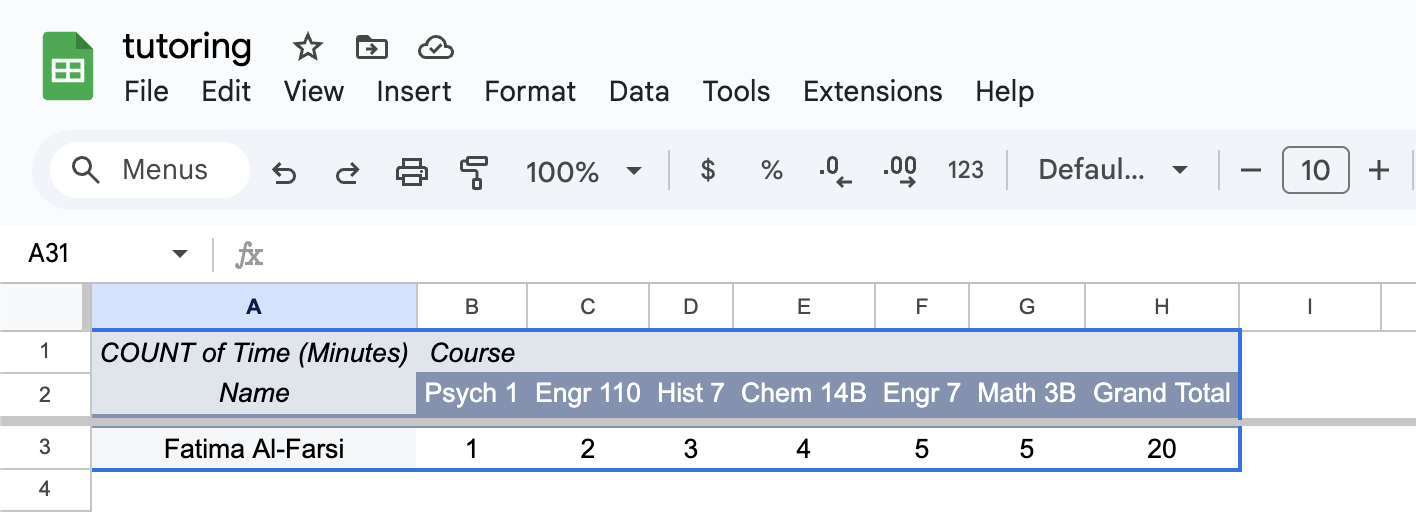 tutoring
File Edit View Insert Format Data Tools Extensions Help
Menus 100% $ % .0 .00 123 Defaul... − 10 +
A31 fx
A B C D E F G H I
1 COUNT of Time (Minutes) Course
2 Name Psych 1 Engr 110 Hist 7 Chem 14B Engr 7 Math 3B Grand Total
3 Fatima Al-Farsi 1 2 3 4 5 5 20
4